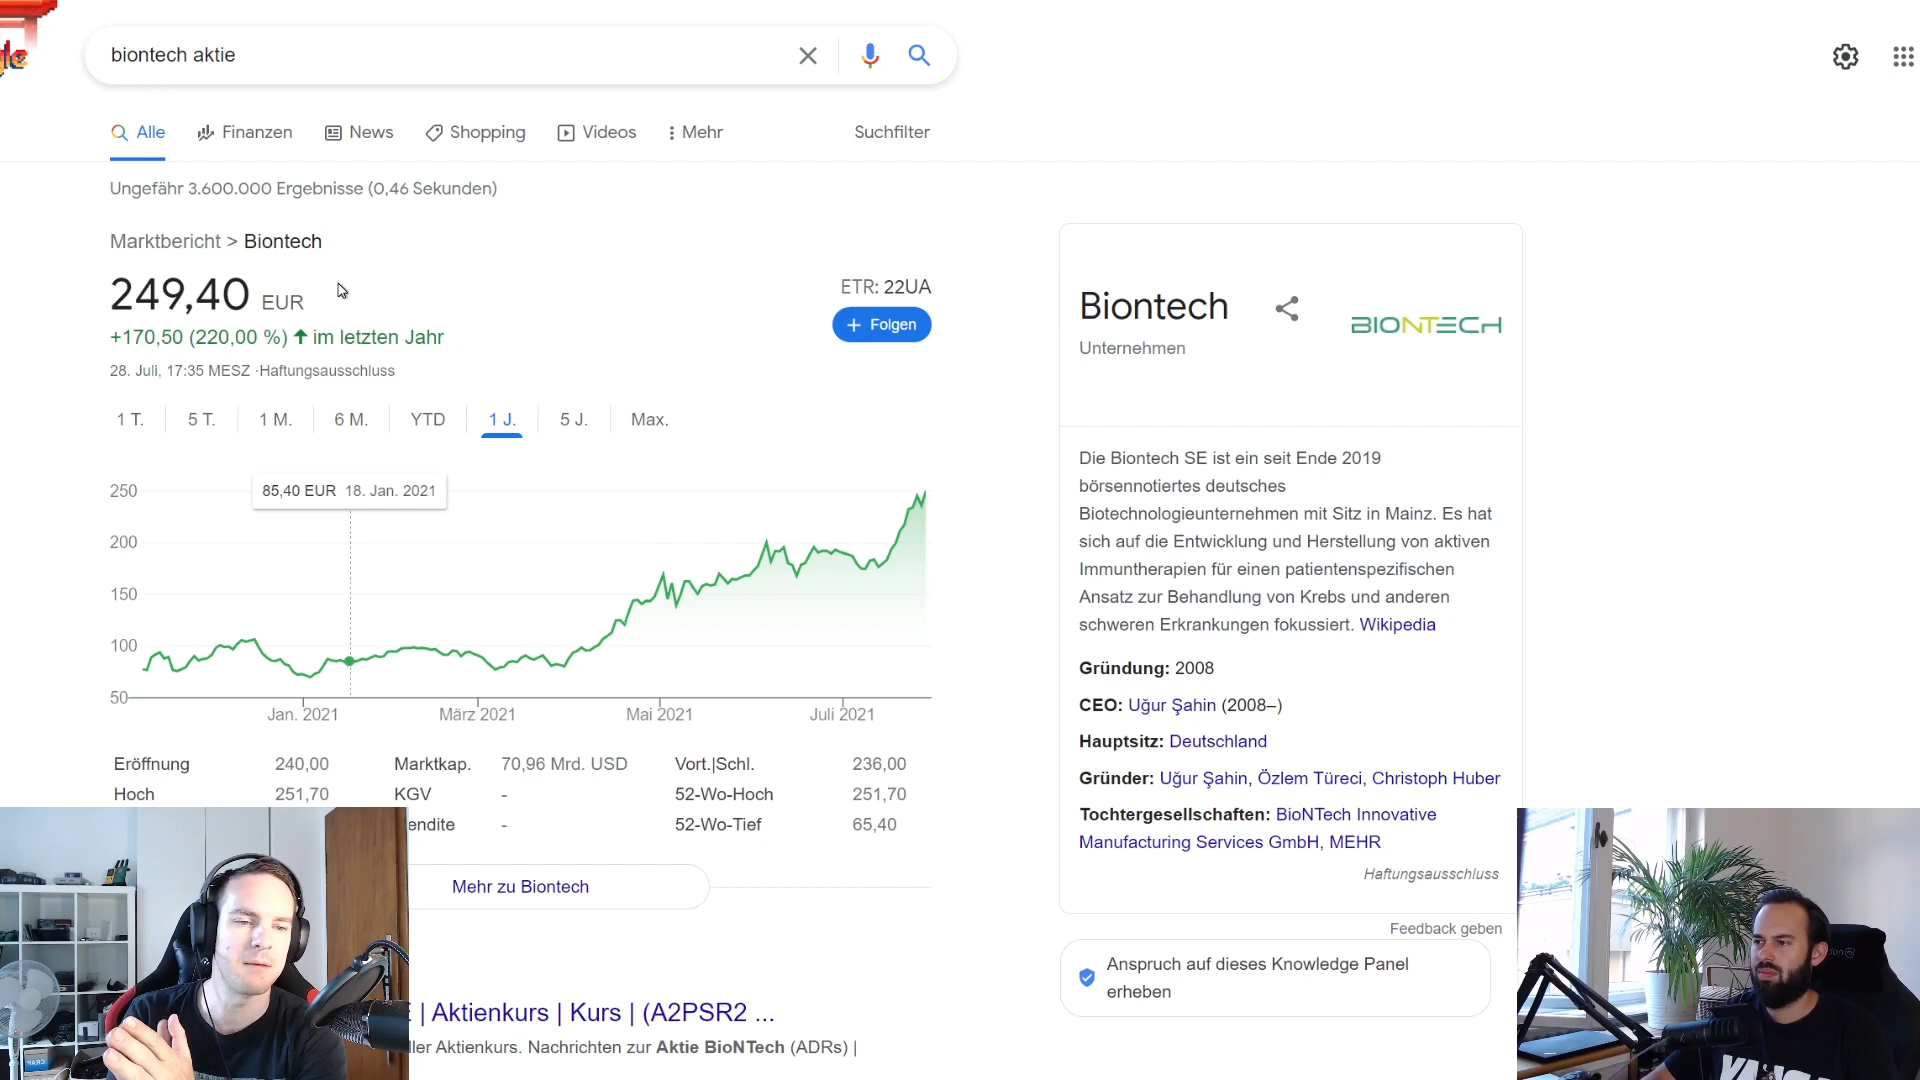 gle
biontech aktie
Alle
Finanzen
News
Shopping
Videos
Mehr
Suchfilter
Ungefähr 3.600.000 Ergebnisse (0,46 Sekunden)
Marktbericht > Biontech
249,40 EUR
ETR: 22UA
+ Folgen
+170,50 (220,00 %) ↑ im letzten Jahr
28. Juli, 17:35 MESZ ·Haftungsausschluss
1 T.
5 T.
1 M.
6 M.
YTD
1 J.
5 J.
Max.
85,40 EUR 18. Jan. 2021
250
200
150
100
50
Jan. 2021
März 2021
Mai 2021
Juli 2021
Eröffnung 240,00
Marktkap. 70,96 Mrd. USD
Vort.|Schl. 236,00
Hoch 251,70
KGV -
52-Wo-Hoch 251,70
endite -
52-Wo-Tief 65,40
Mehr zu Biontech
| Aktienkurs | Kurs | (A2PSR2 ...
ller Aktienkurs. Nachrichten zur Aktie BioNTech (ADRs) |
Biontech
Unternehmen
BIONTECH
Die Biontech SE ist ein seit Ende 2019
börsennotiertes deutsches
Biotechnologieunternehmen mit Sitz in Mainz. Es hat
sich auf die Entwicklung und Herstellung von aktiven
Immuntherapien für einen patientenspezifischen
Ansatz zur Behandlung von Krebs und anderen
schweren Erkrankungen fokussiert. Wikipedia
Gründung: 2008
CEO: Uğur Şahin (2008–)
Hauptsitz: Deutschland
Gründer: Uğur Şahin, Özlem Türeci, Christoph Huber
Tochtergesellschaften: BioNTech Innovative
Manufacturing Services GmbH, MEHR
Haftungsausschluss
Feedback geben
Anspruch auf dieses Knowledge Panel
erheben